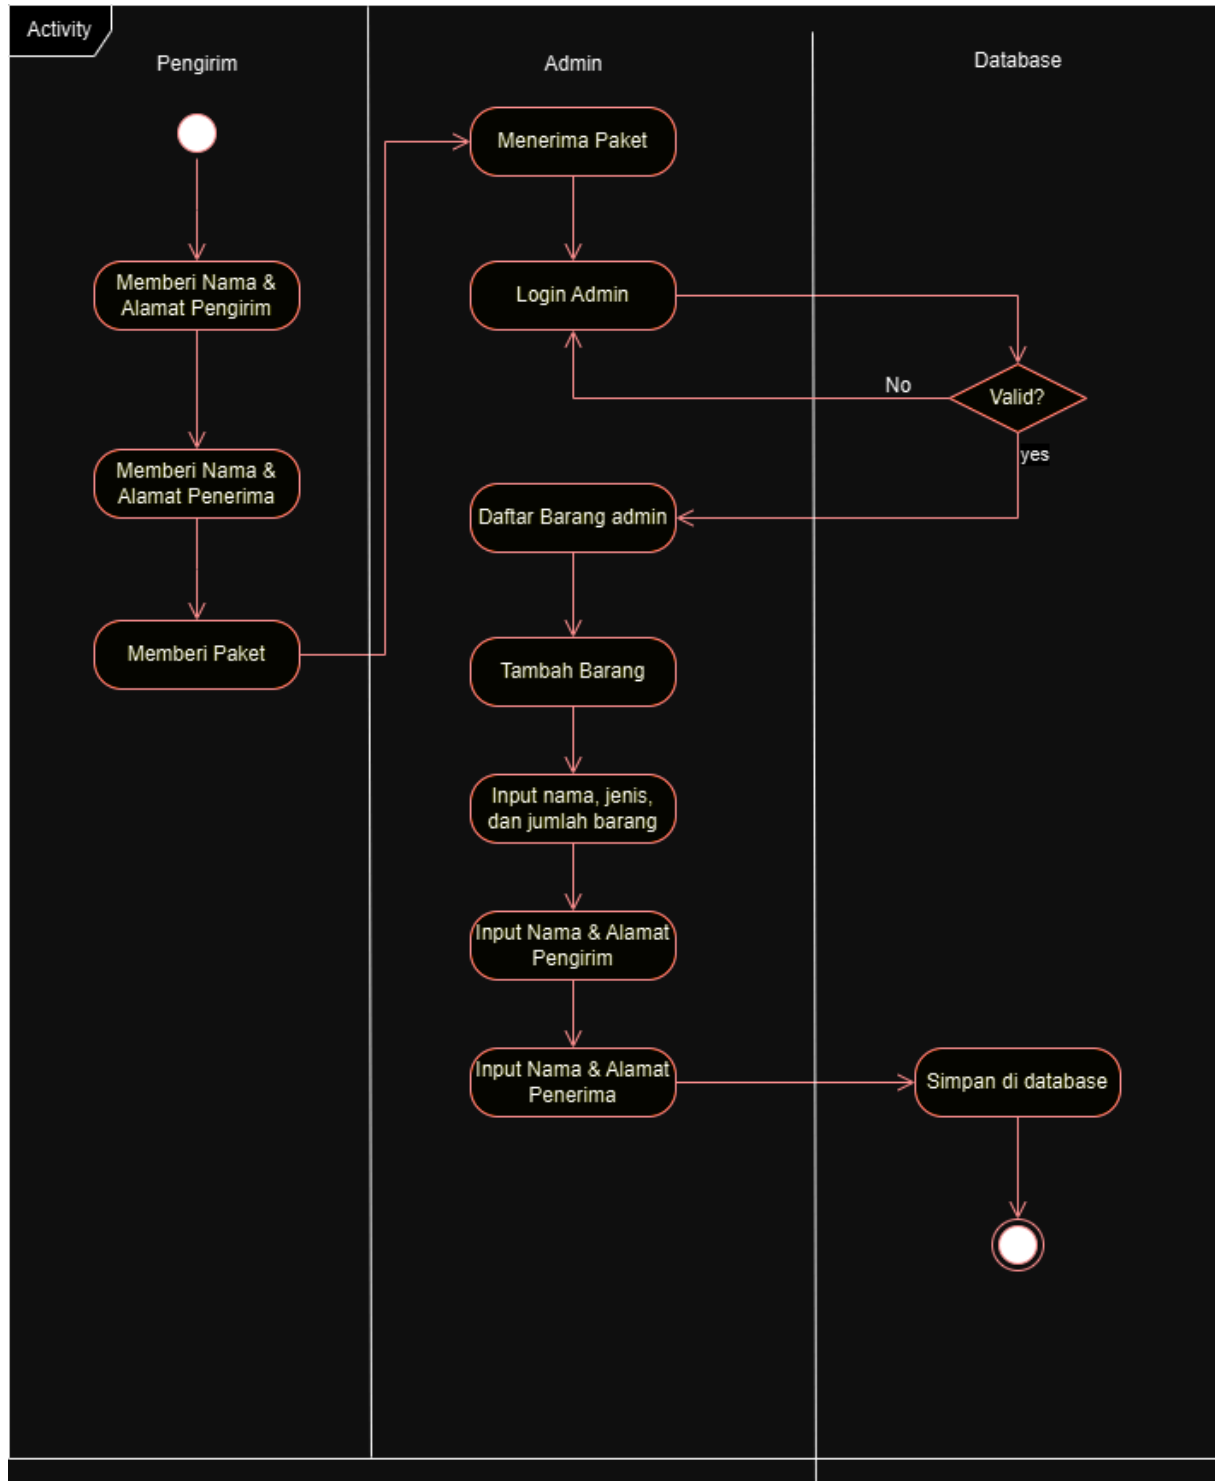 Activity
Pengirim
Admin
Database
Menerima Paket
Memberi Nama &
Alamat Pengirim
Login Admin
No
Valid?
yes
Memberi Nama &
Alamat Penerima
Daftar Barang admin
Memberi Paket
Tambah Barang
Input nama, jenis,
dan jumlah barang
Input Nama & Alamat
Pengirim
Input Nama & Alamat
Penerima
Simpan di database